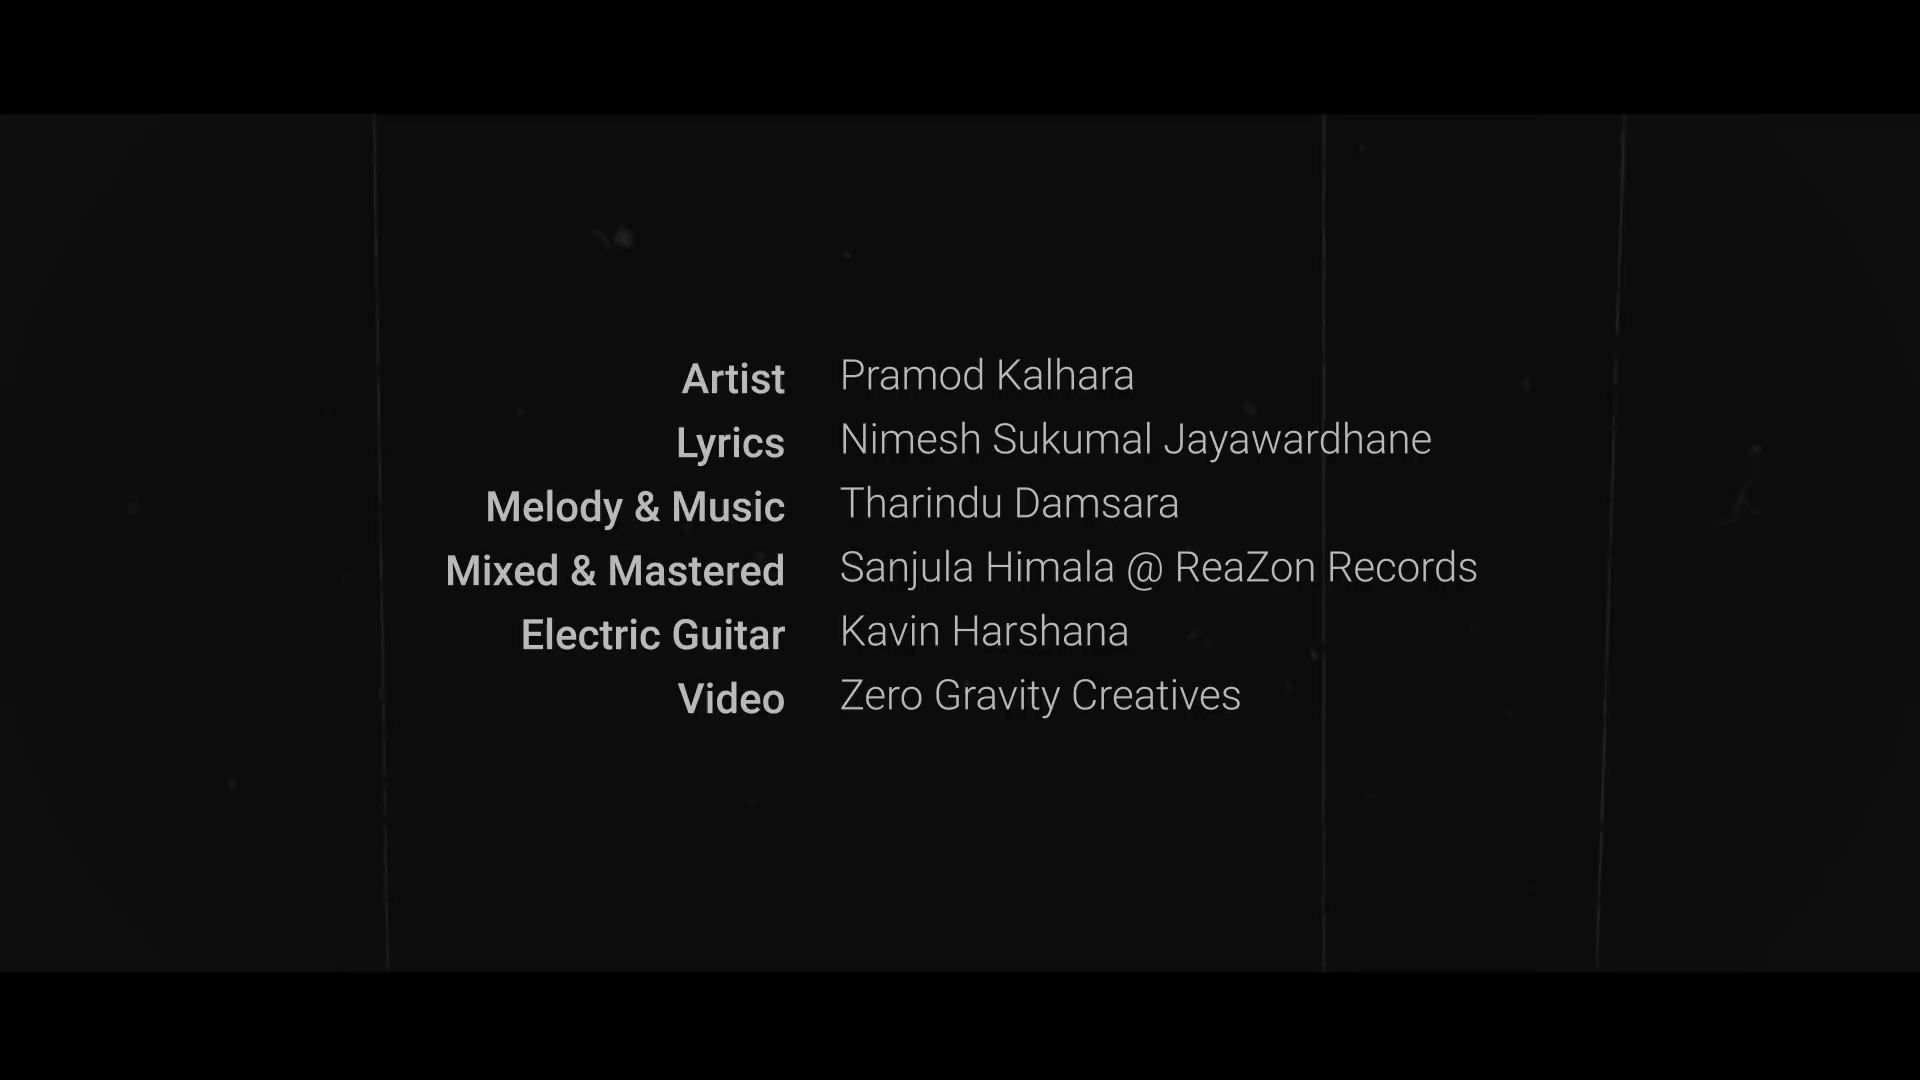 Artist Pramod Kalhara
Lyrics Nimesh Sukumal Jayawardhane
Melody & Music Tharindu Damsara
Mixed & Mastered Sanjula Himala @ ReaZon Records
Electric Guitar Kavin Harshana
Video Zero Gravity Creatives